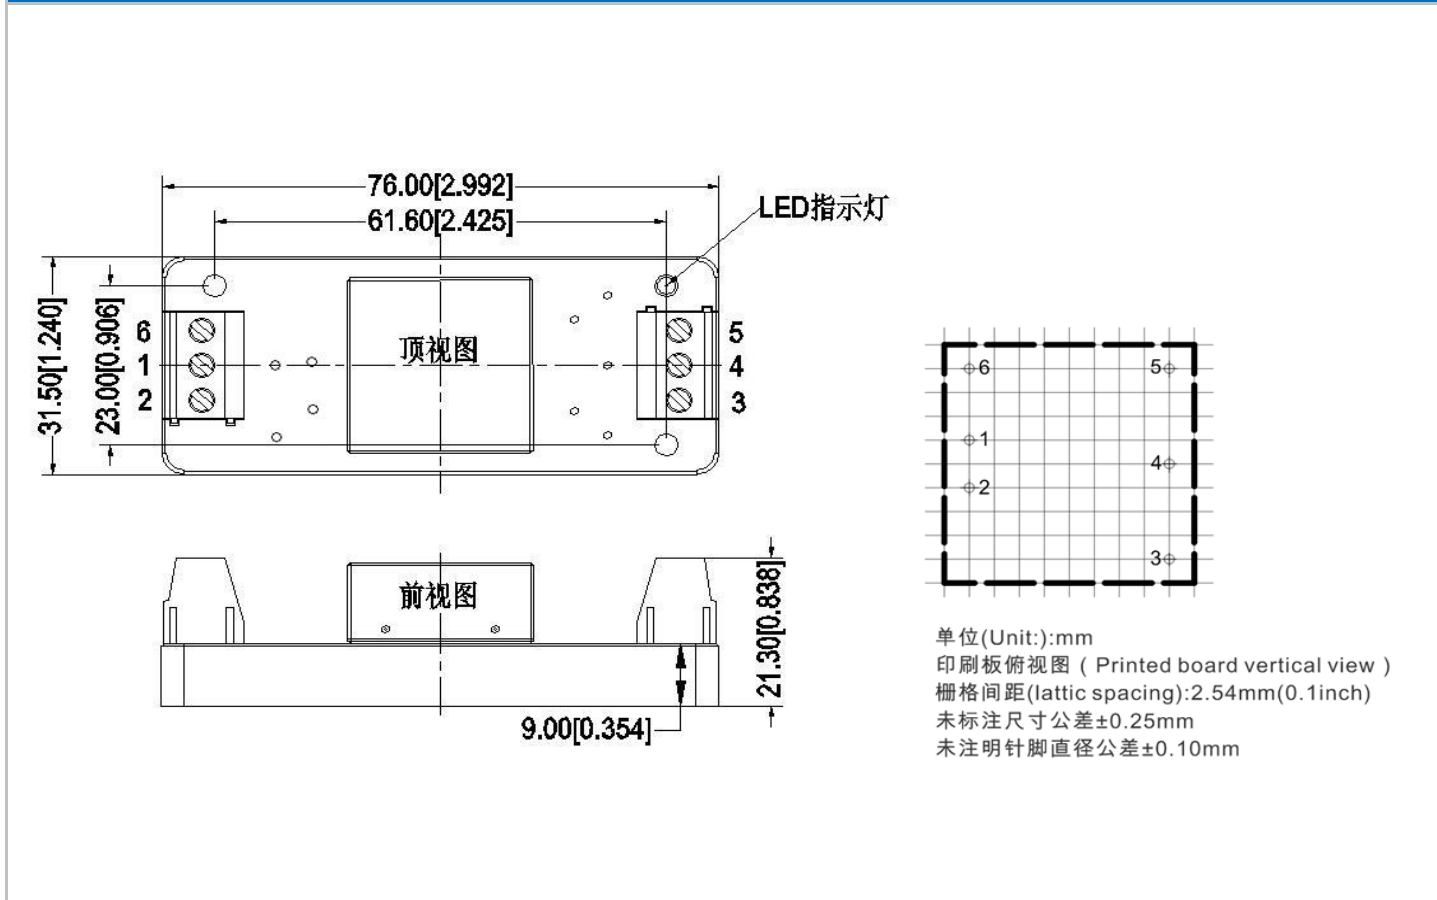 76.00[2.992]
61.60[2.425]
LED指示灯
31.50[1.240]
23.00[0.906]
6
1
2
顶视图
5
4
3
前视图
21.30[0.838]
9.00[0.354]
6
5
1
4
2
3
单位(Unit:):mm
印刷板俯视图 ( Printed board vertical view )
栅格间距(lattic spacing):2.54mm(0.1inch)
未标注尺寸公差±0.25mm
未注明针脚直径公差±0.10mm